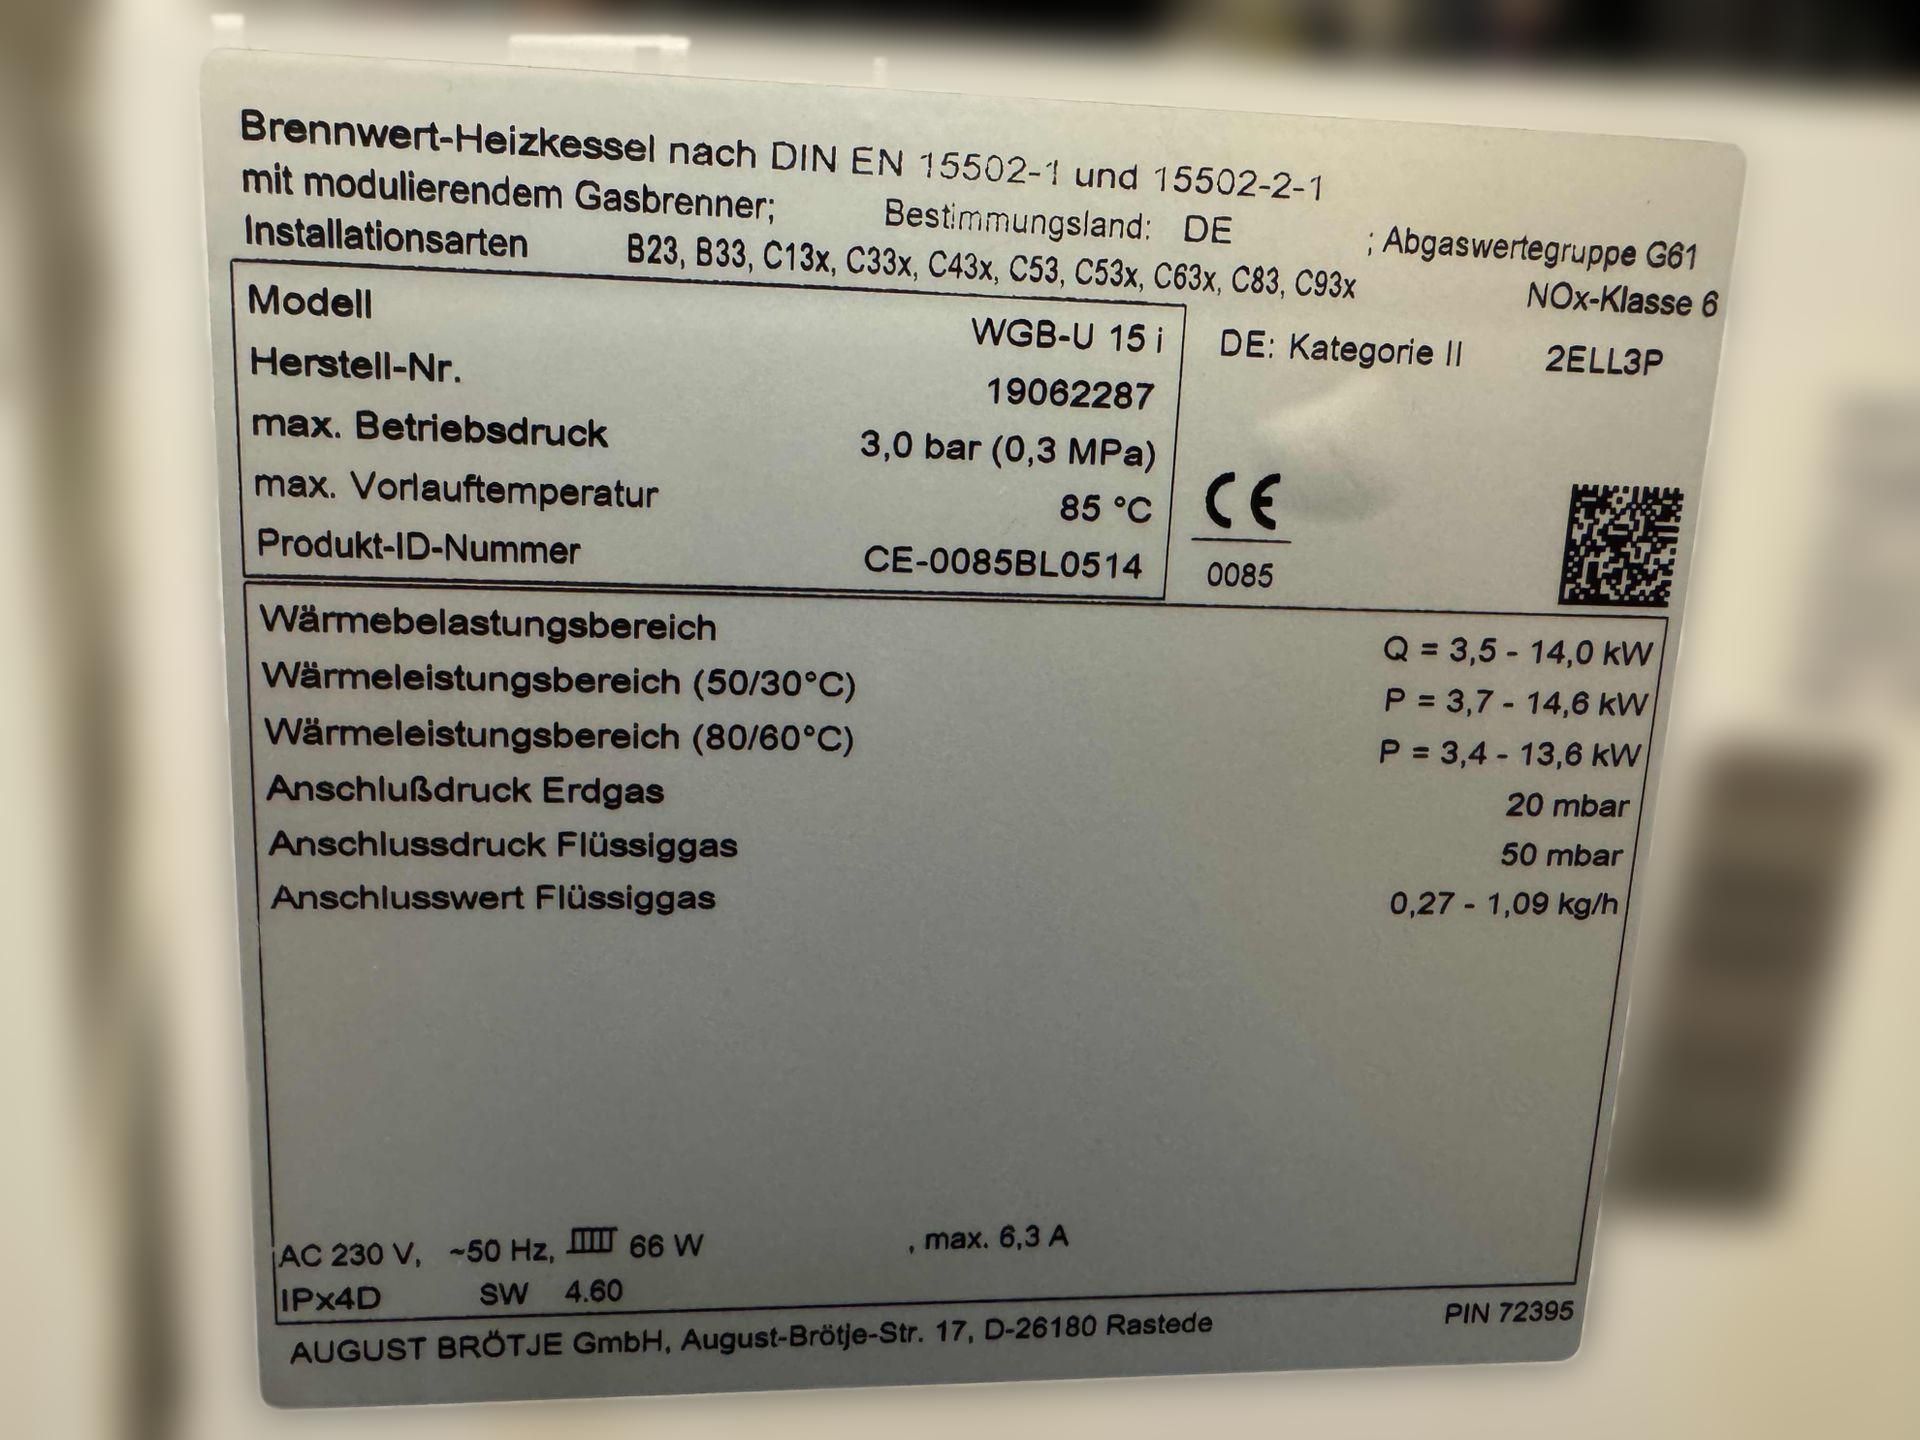 Brennwert-Heizkessel nach DIN EN 15502-1 und 15502-2-1
mit modulierendem Gasbrenner; Bestimmungsland: DE ; Abgaswertegruppe G61
Installationsarten B23, B33, C13x, C33x, C43x, C53, C53x, C63x, C83, C93x NOx-Klasse 6
Modell WGB-U 15 i DE: Kategorie II 2ELL3P
Herstell-Nr. 19062287
max. Betriebsdruck 3,0 bar (0,3 MPa)
max. Vorlauftemperatur 85 °C CE
Produkt-ID-Nummer CE-0085BL0514 0085
Wärmebelastungsbereich Q = 3,5 - 14,0 kW
Wärmeleistungsbereich (50/30°C) P = 3,7 - 14,6 kW
Wärmeleistungsbereich (80/60°C) P = 3,4 - 13,6 kW
Anschlußdruck Erdgas 20 mbar
Anschlussdruck Flüssiggas 50 mbar
Anschlusswert Flüssiggas 0,27 - 1,09 kg/h
AC 230 V, ~50 Hz, 66 W , max. 6,3 A
IPx4D SW 4.60
AUGUST BRÖTJE GmbH, August-Brötje-Str. 17, D-26180 Rastede PIN 72395